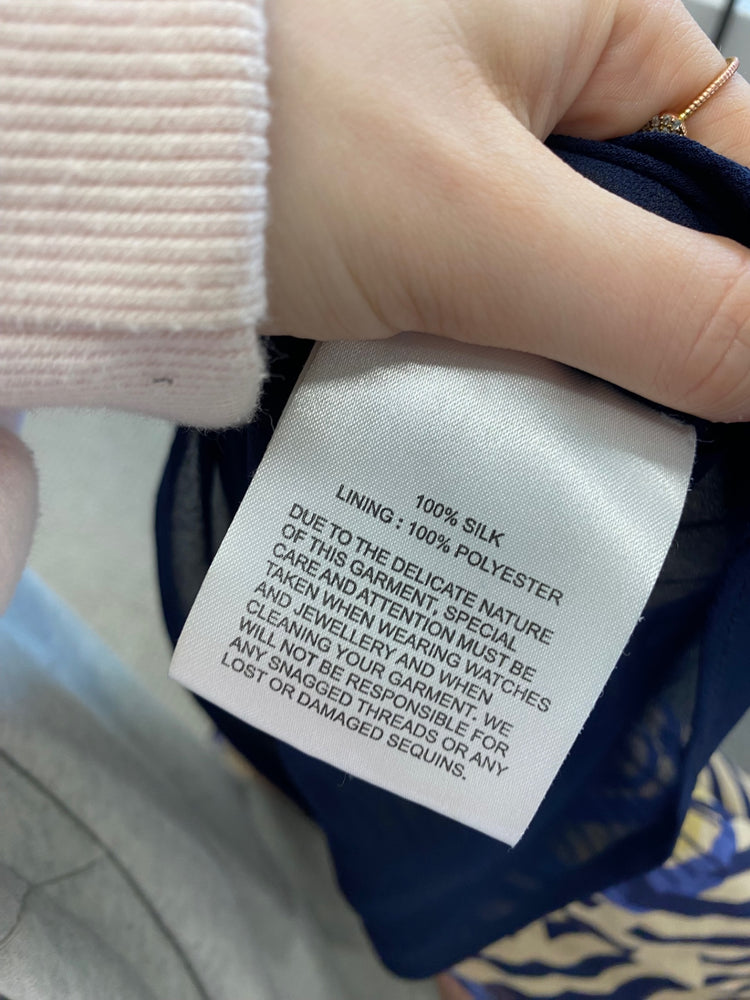 100% SILK
LINING : 100% POLYESTER
DUE TO THE DELICATE NATURE
OF THIS GARMENT, SPECIAL
CARE AND ATTENTION MUST BE
TAKEN WHEN WEARING WATCHES
AND JEWELLERY AND WHEN
CLEANING YOUR GARMENT. WE
WILL NOT BE RESPONSIBLE FOR
ANY SNAGGED THREADS OR ANY
LOST OR DAMAGED SEQUINS.